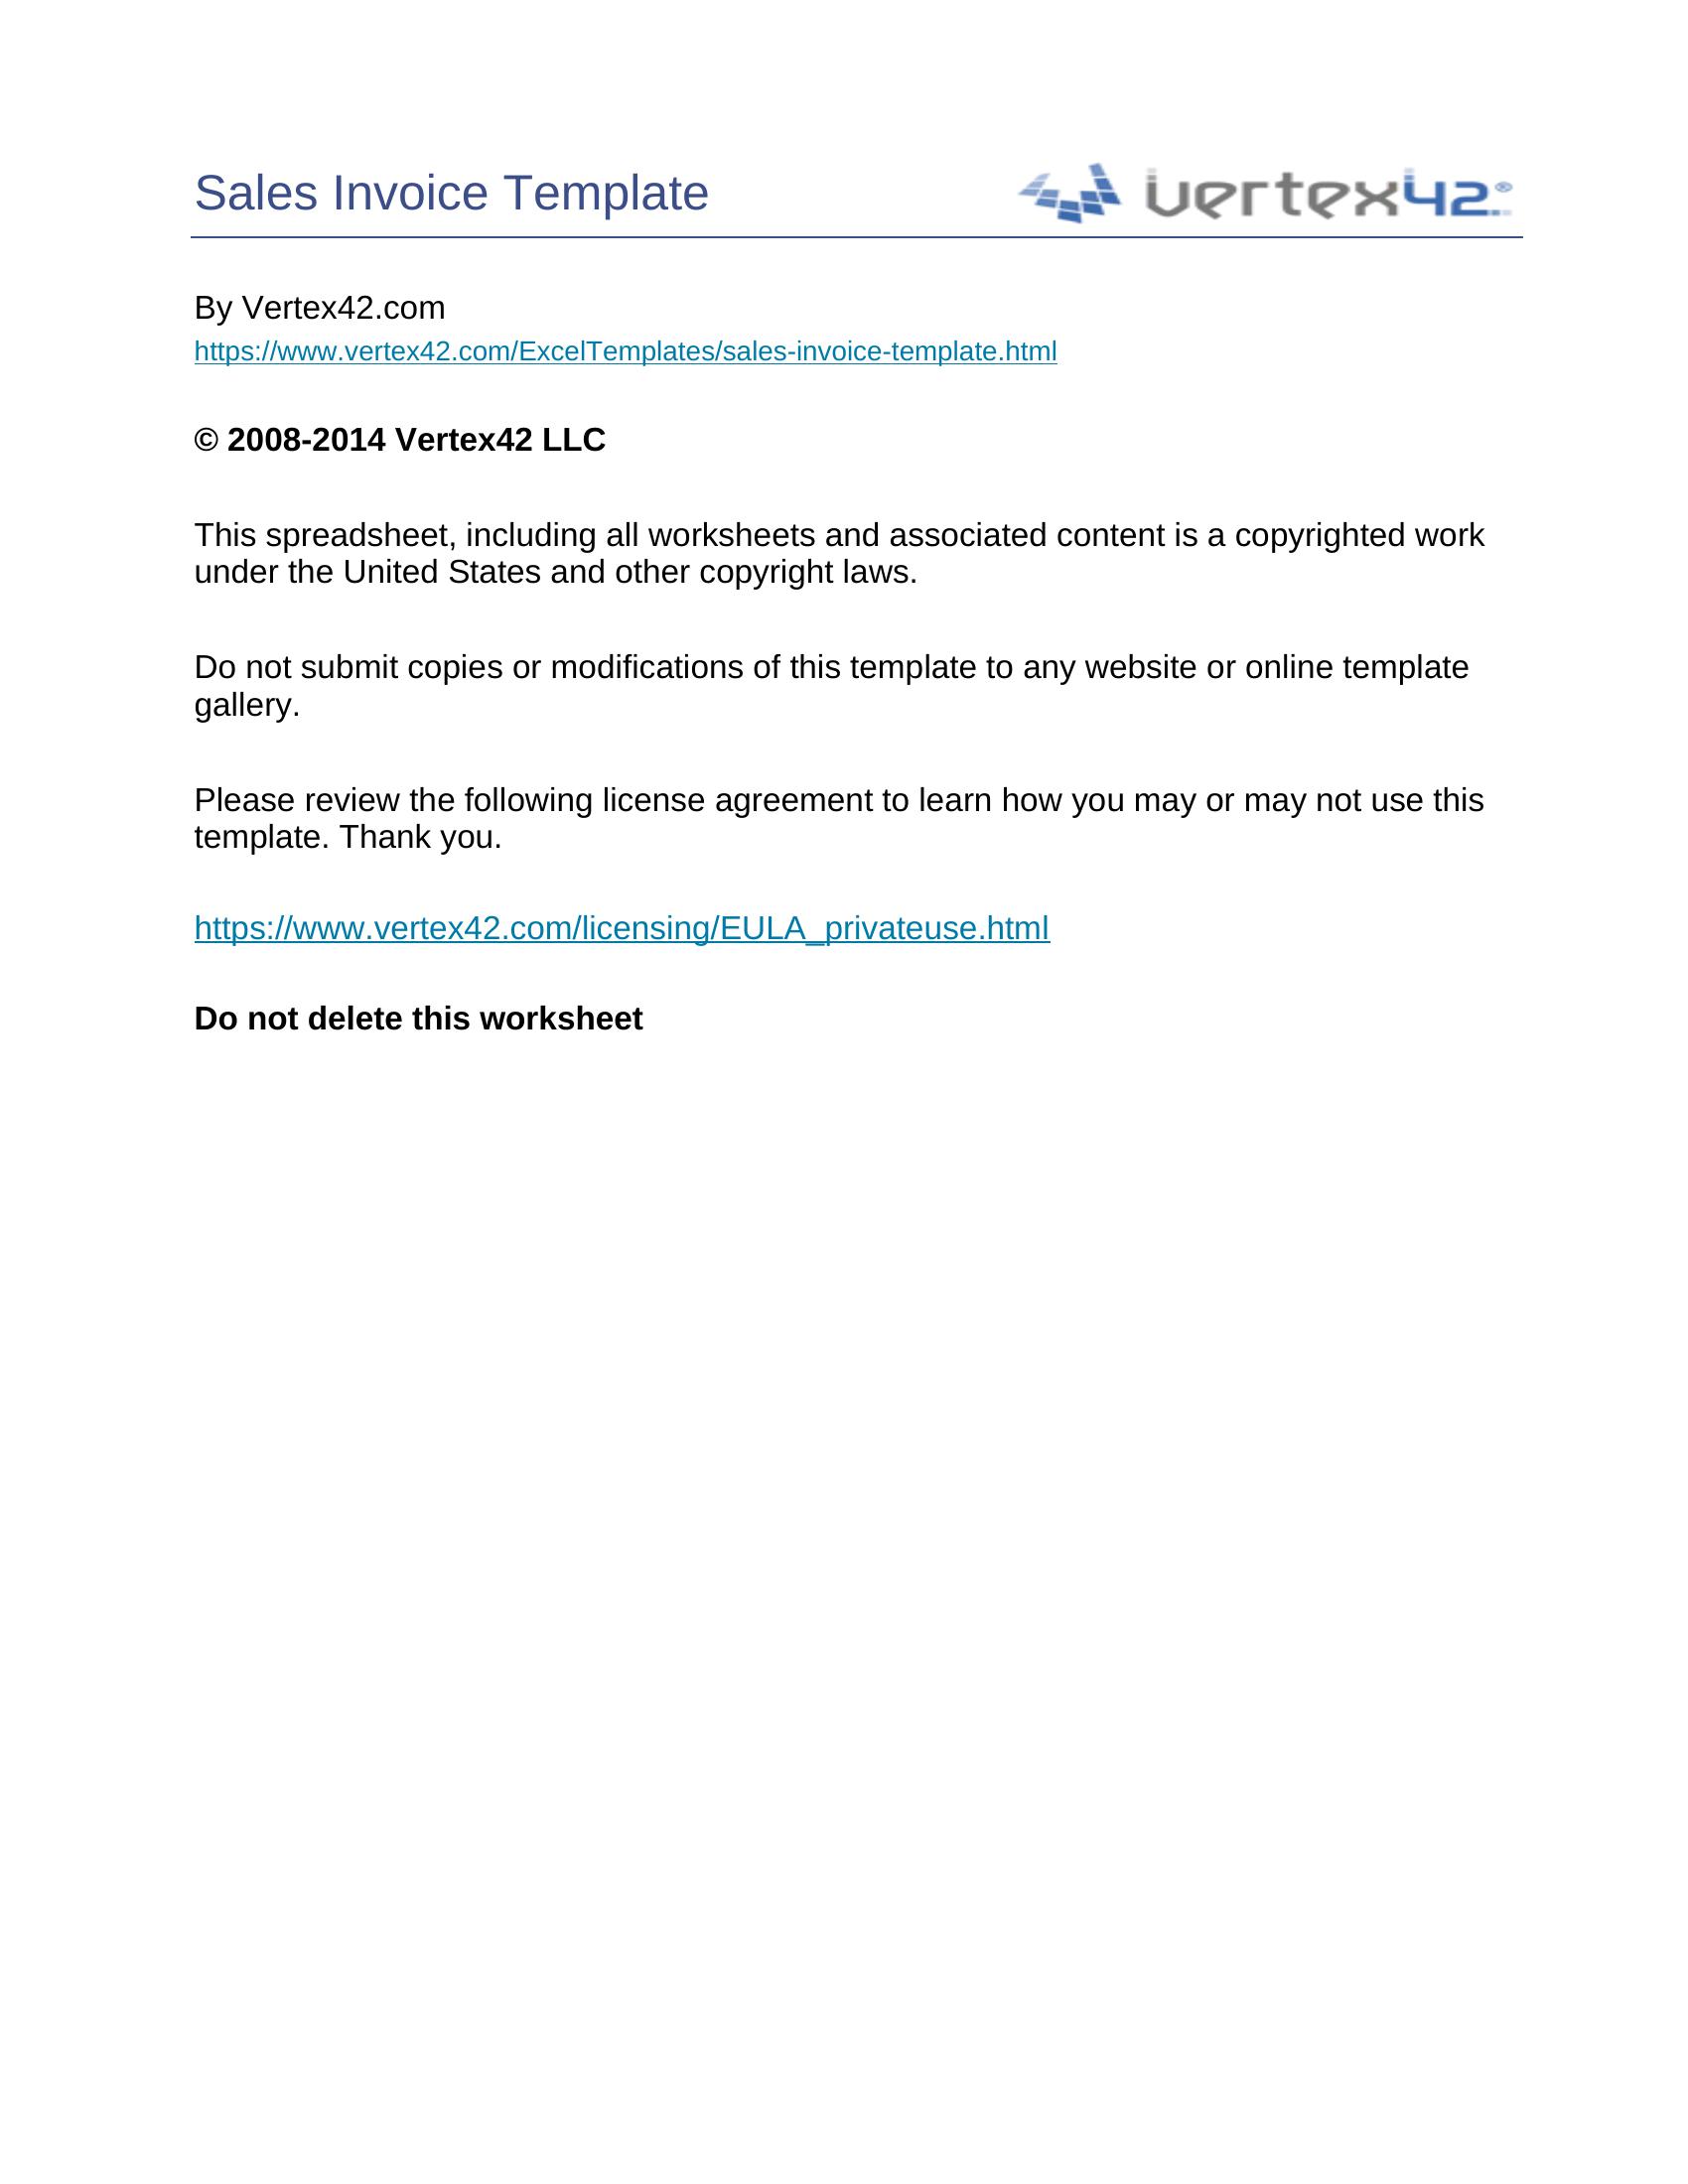 Sales Invoice Template
vertex42®
By Vertex42.com
https://www.vertex42.com/ExcelTemplates/sales-invoice-template.html
© 2008-2014 Vertex42 LLC
This spreadsheet, including all worksheets and associated content is a copyrighted work
under the United States and other copyright laws.
Do not submit copies or modifications of this template to any website or online template
gallery.
Please review the following license agreement to learn how you may or may not use this
template. Thank you.
https://www.vertex42.com/licensing/EULA_privateuse.html
Do not delete this worksheet